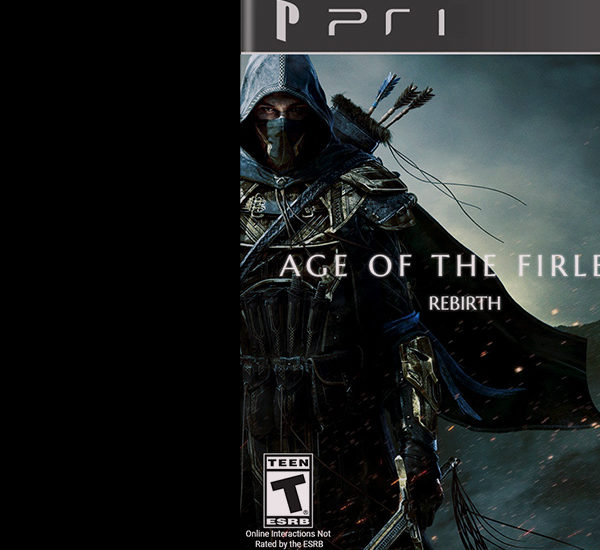 PRI
AGE OF THE FIRLE
REBIRTH
TEEN
T
ESRB
Online Interactions Not
Rated by the ESRB